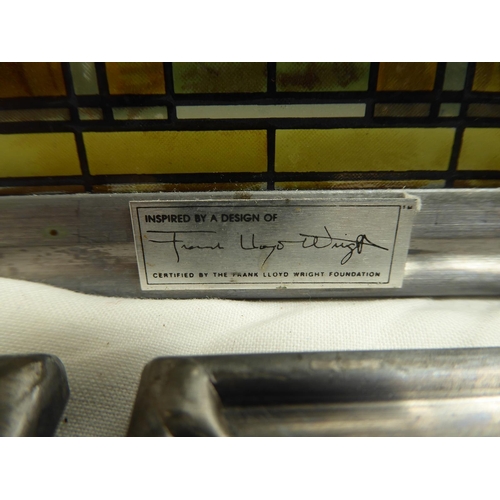 INSPIRED BY A DESIGN OF
Frank Lloyd Wright
CERTIFIED BY THE FRANK LLOYD WRIGHT FOUNDATION